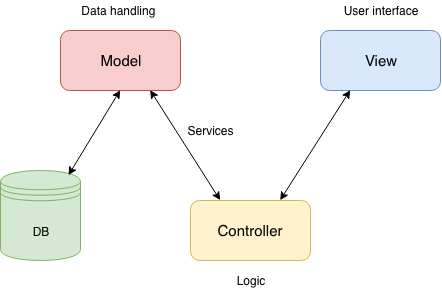 Data handling
User interface
Model
View
Services
DB
Controller
Logic